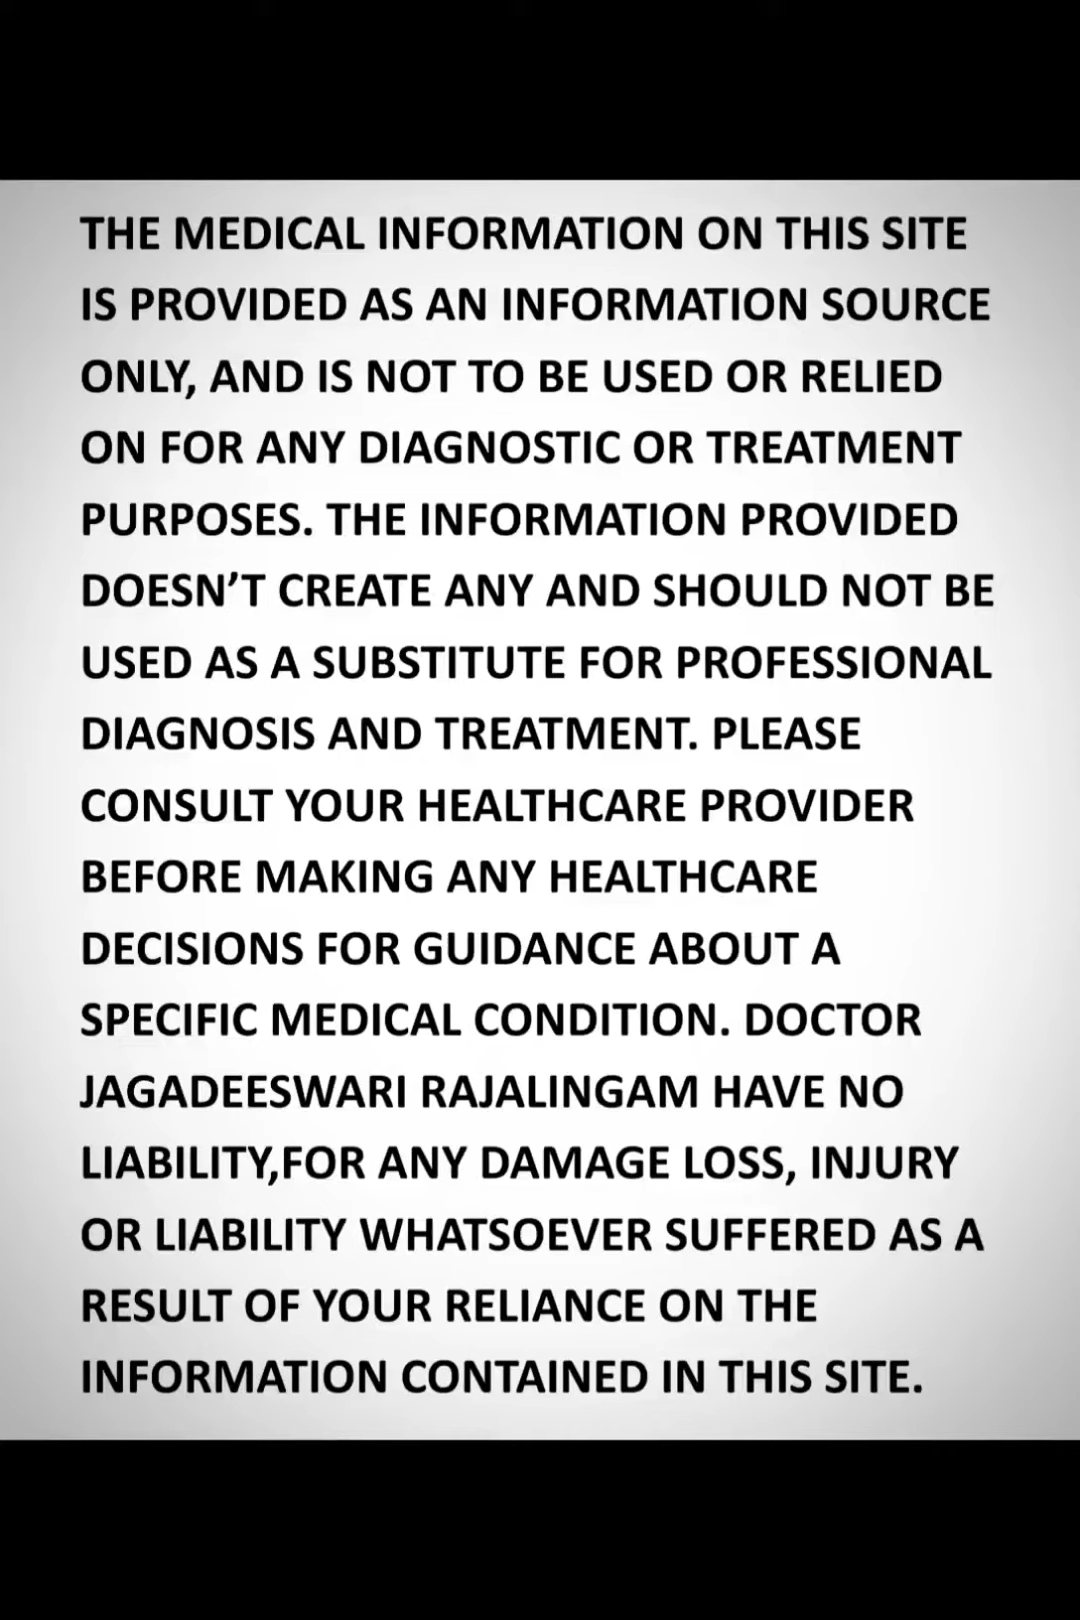 THE MEDICAL INFORMATION ON THIS SITE
IS PROVIDED AS AN INFORMATION SOURCE
ONLY, AND IS NOT TO BE USED OR RELIED
ON FOR ANY DIAGNOSTIC OR TREATMENT
PURPOSES. THE INFORMATION PROVIDED
DOESN’T CREATE ANY AND SHOULD NOT BE
USED AS A SUBSTITUTE FOR PROFESSIONAL
DIAGNOSIS AND TREATMENT. PLEASE
CONSULT YOUR HEALTHCARE PROVIDER
BEFORE MAKING ANY HEALTHCARE
DECISIONS FOR GUIDANCE ABOUT A
SPECIFIC MEDICAL CONDITION. DOCTOR
JAGADEESWARI RAJALINGAM HAVE NO
LIABILITY,FOR ANY DAMAGE LOSS, INJURY
OR LIABILITY WHATSOEVER SUFFERED AS A
RESULT OF YOUR RELIANCE ON THE
INFORMATION CONTAINED IN THIS SITE.